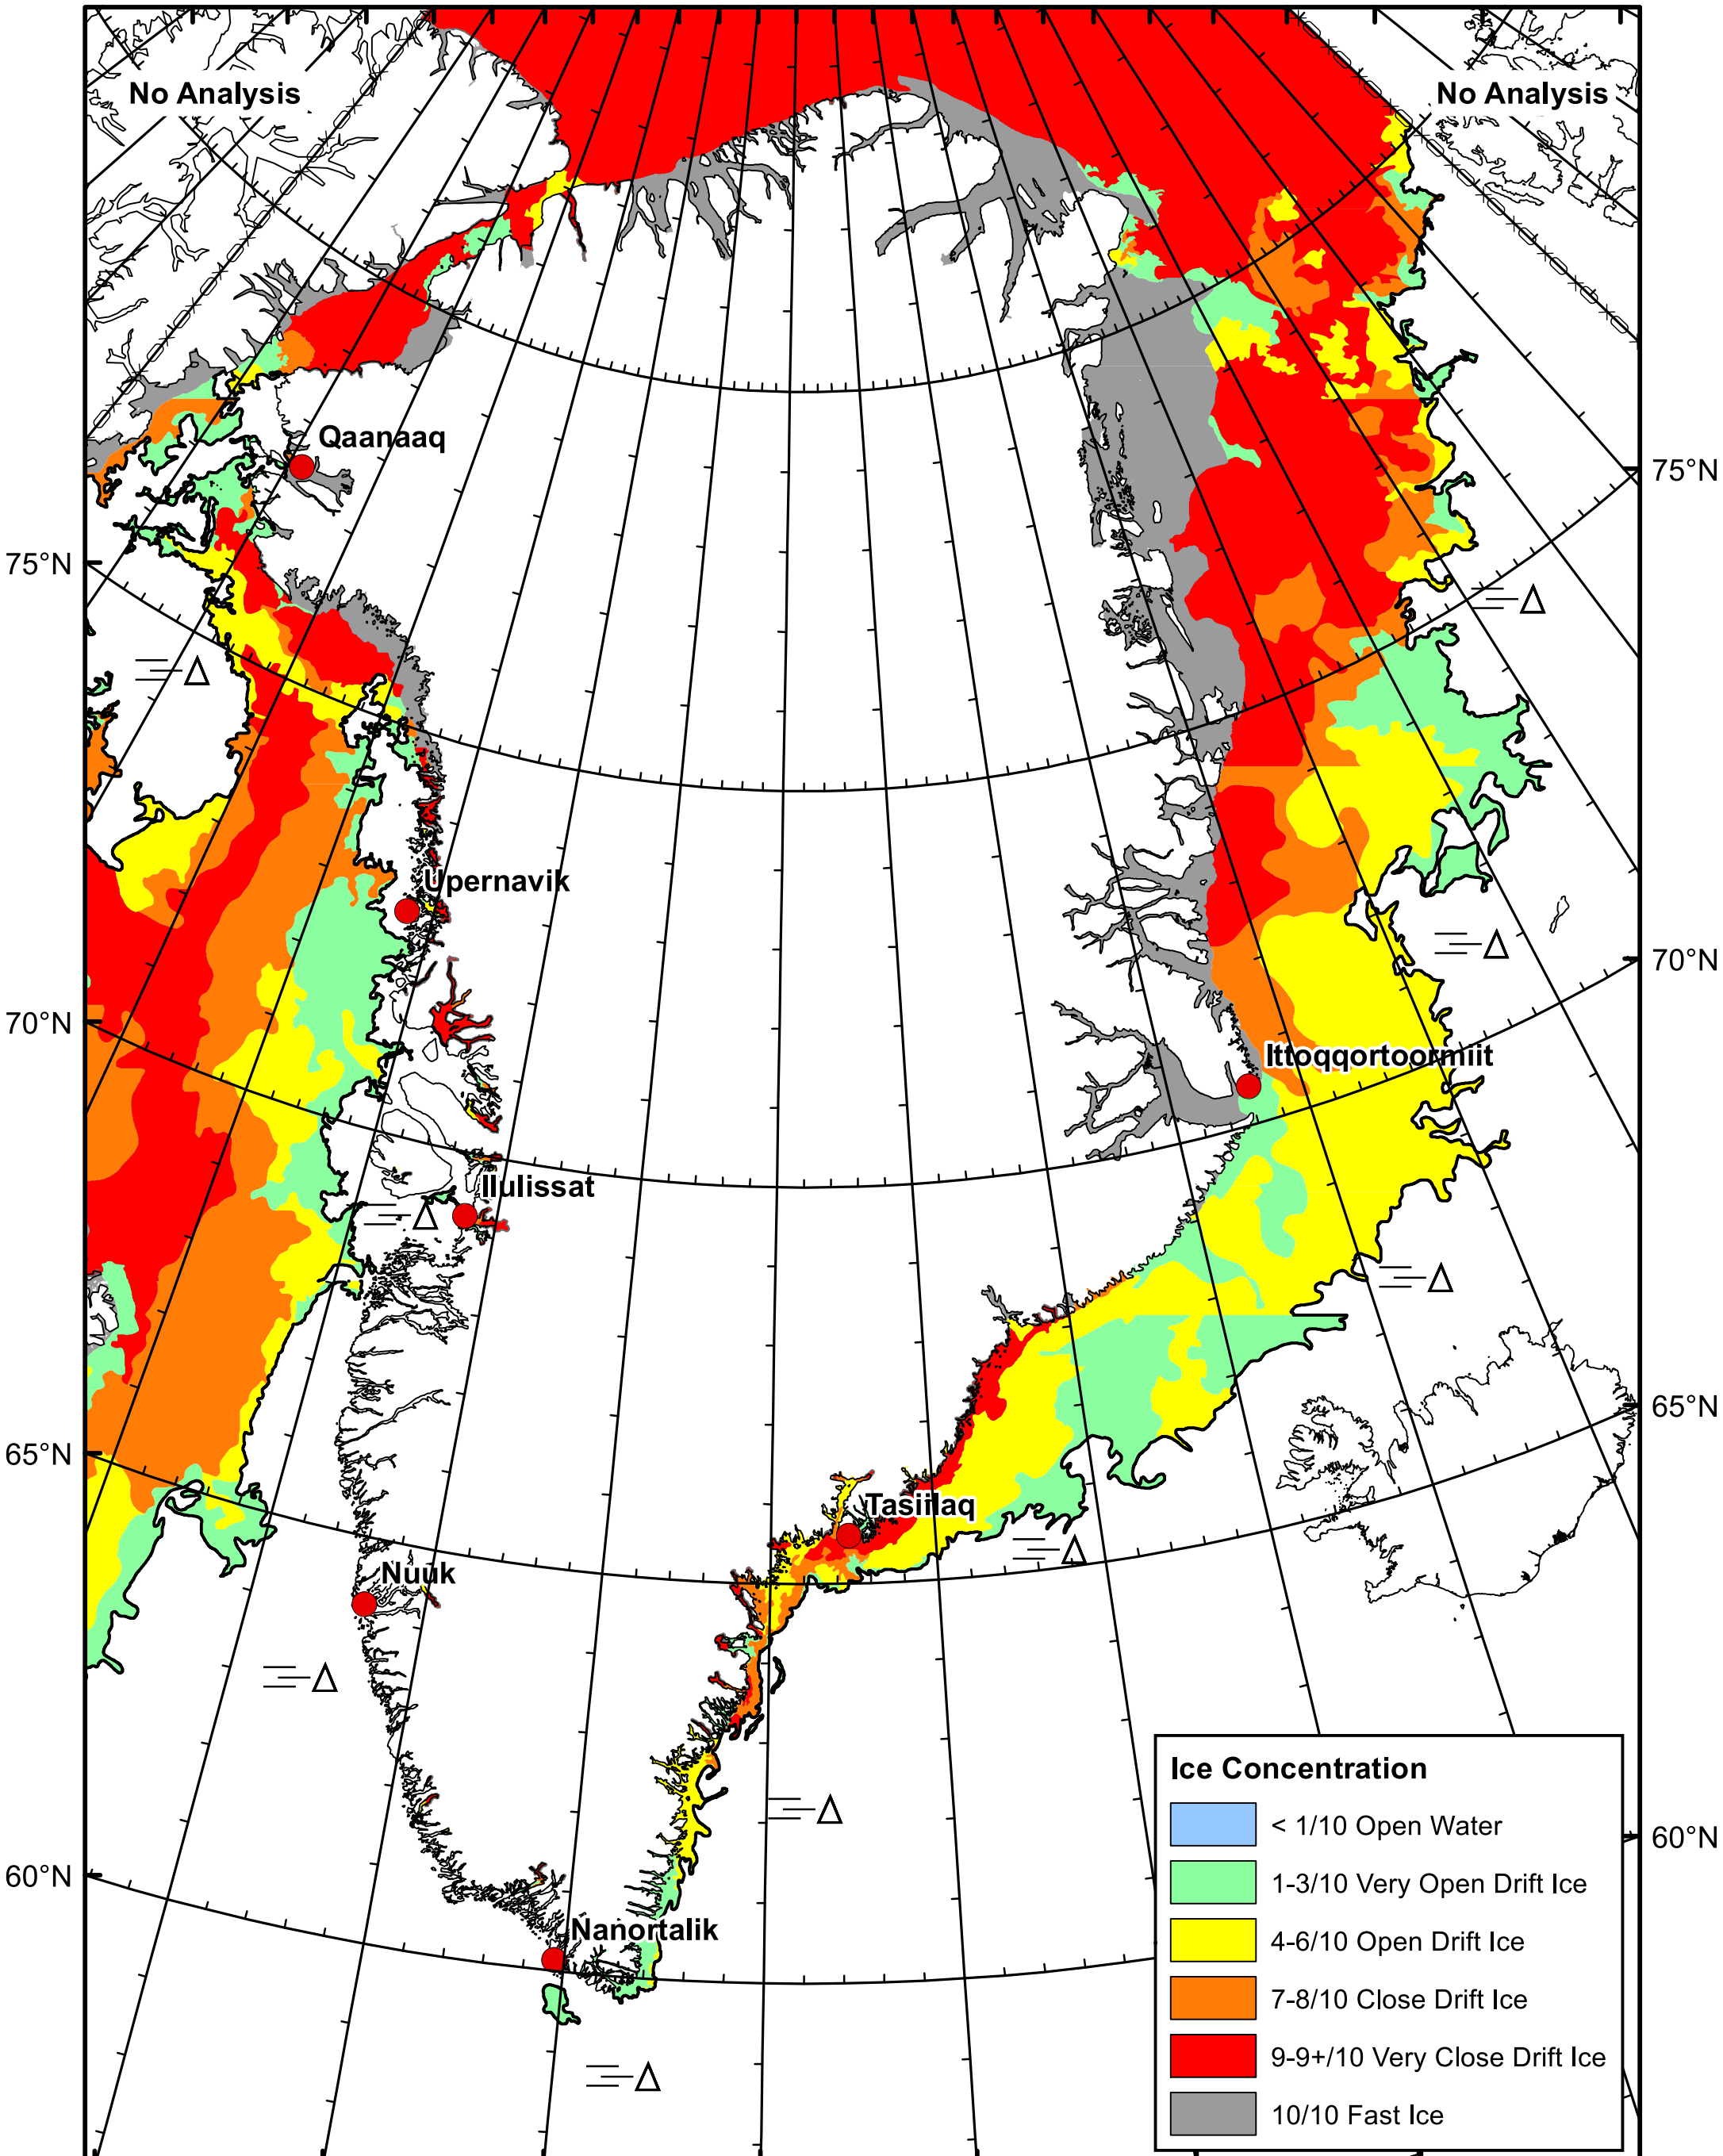 No Analysis
No Analysis
Qaanaaq
75°N
75°N
Upernavik
70°N
70°N
Ittoqqortoormiit
Ilulissat
65°N
65°N
Tasiilaq
Nuuk
60°N
60°N
Nanortalik
Ice Concentration
< 1/10 Open Water
1-3/10 Very Open Drift Ice
4-6/10 Open Drift Ice
7-8/10 Close Drift Ice
9-9+/10 Very Close Drift Ice
10/10 Fast Ice